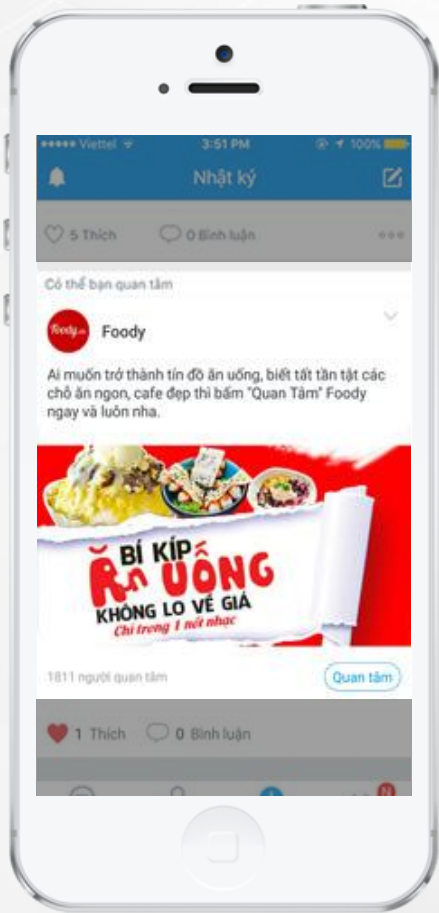 Viettel 3:51 PM 100%
Nhật ký
5 Thích 0 Bình luận
Có thể bạn quan tâm
Foody
Foody
Ai muốn trở thành tín đồ ăn uống, biết tất tần tật các
chỗ ăn ngon, cafe đẹp thì bấm "Quan Tâm" Foody
ngay và luôn nha.
BÍ KÍP
ĂN UỐNG
KHÔNG LO VỀ GIÁ
Chỉ trong 1 nốt nhạc
1811 người quan tâm Quan tâm
1 Thích 0 Bình luận
N